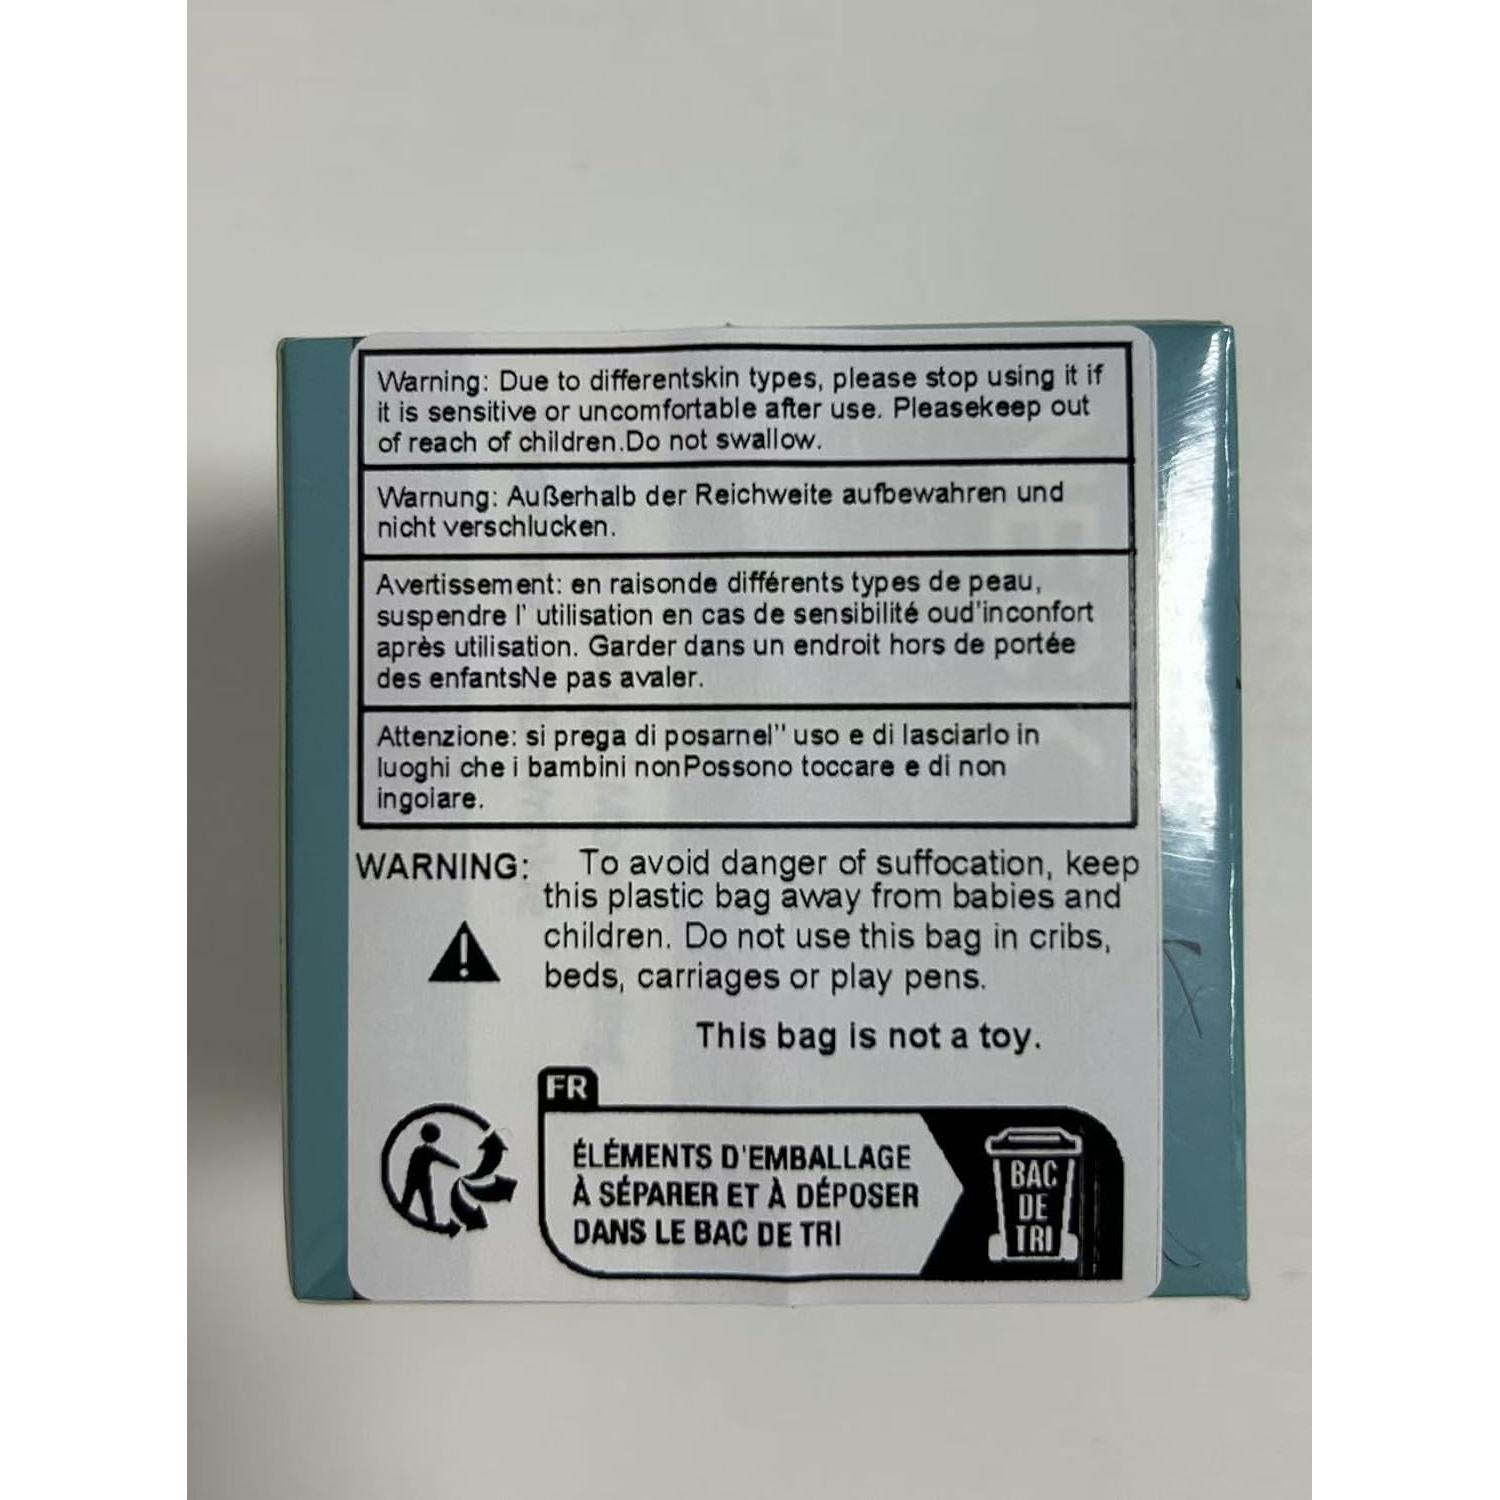 Warning: Due to differentskin types, please stop using it if
it is sensitive or uncomfortable after use. Pleasekeep out
of reach of children.Do not swallow.
Warnung: Außerhalb der Reichweite aufbewahren und
nicht verschlucken.
Avertissement: en raisonde différents types de peau,
suspendre l' utilisation en cas de sensibilité oud'inconfort
après utilisation. Garder dans un endroit hors de portée
des enfantsNe pas avaler.
Attenzione: si prega di posarnel" uso e di lasciarlo in
luoghi che i bambini nonPossono toccare e di non
ingoiare.
WARNING: To avoid danger of suffocation, keep
this plastic bag away from babies and
children. Do not use this bag in cribs,
beds, carriages or play pens.
This bag is not a toy.
FR
ÉLÉMENTS D'EMBALLAGE
À SÉPARER ET À DÉPOSER
DANS LE BAC DE TRI
BAC
DE
TRI